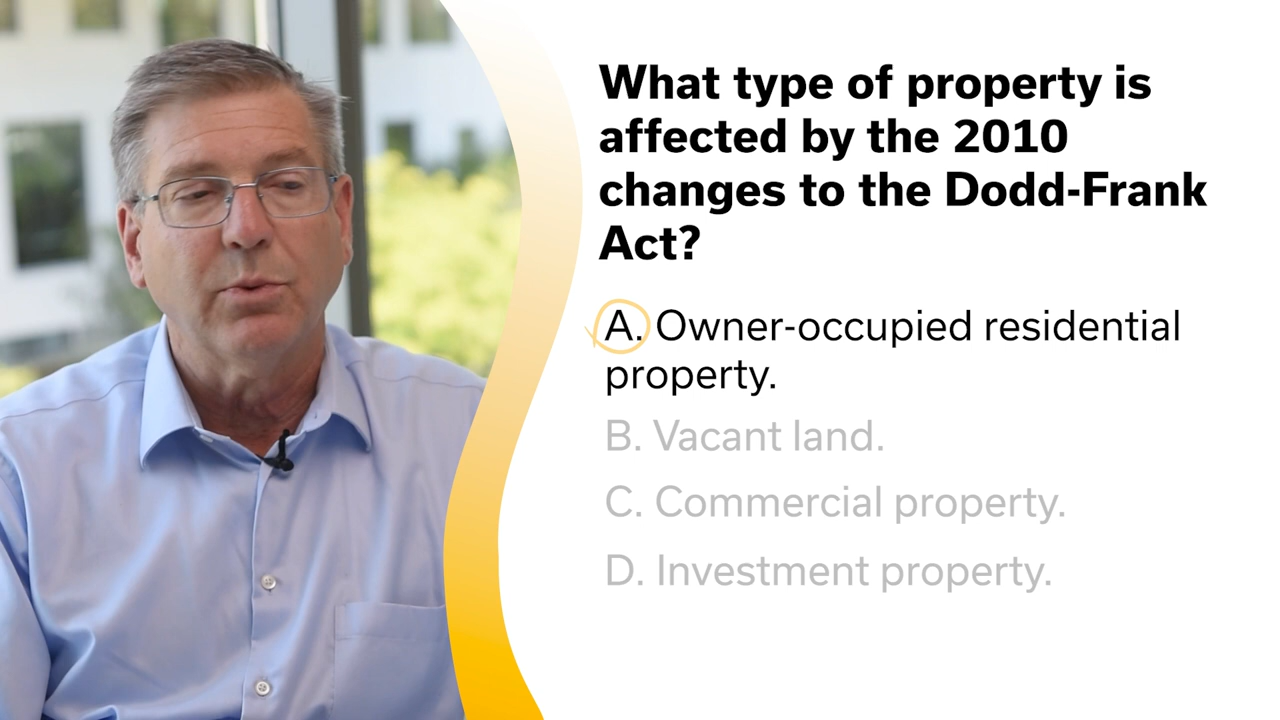 What type of property is
affected by the 2010
changes to the Dodd-Frank
Act?
A. Owner-occupied residential
property.
B. Vacant land.
C. Commercial property.
D. Investment property.